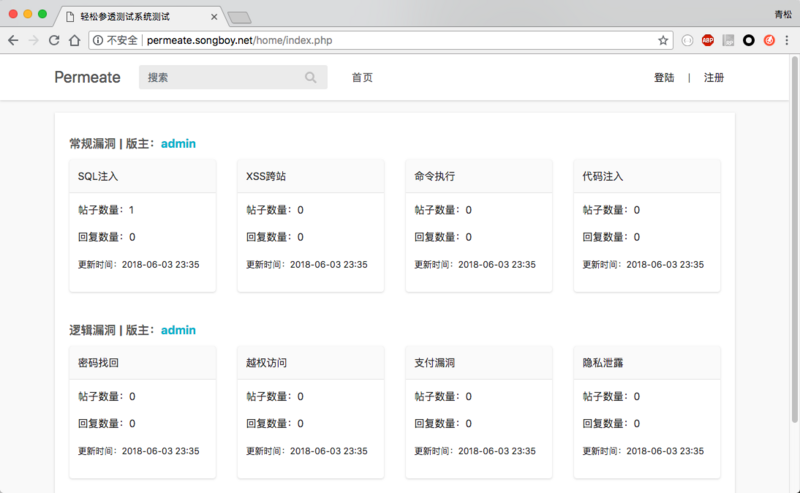 轻松参透测试系统测试
青松
不安全 permeate.songboy.net/home/index.php
ABP
Permeate 搜索 首页 登陆 | 注册
常规漏洞 | 版主：admin
SQL注入 XSS跨站 命令执行 代码注入
帖子数量：1 帖子数量：0 帖子数量：0 帖子数量：0
回复数量：0 回复数量：0 回复数量：0 回复数量：0
更新时间：2018-06-03 23:35 更新时间：2018-06-03 23:35 更新时间：2018-06-03 23:35 更新时间：2018-06-03 23:35
逻辑漏洞 | 版主：admin
密码找回 越权访问 支付漏洞 隐私泄露
帖子数量：0 帖子数量：0 帖子数量：0 帖子数量：0
回复数量：0 回复数量：0 回复数量：0 回复数量：0
更新时间：2018-06-03 23:35 更新时间：2018-06-03 23:35 更新时间：2018-06-03 23:35 更新时间：2018-06-03 23:35